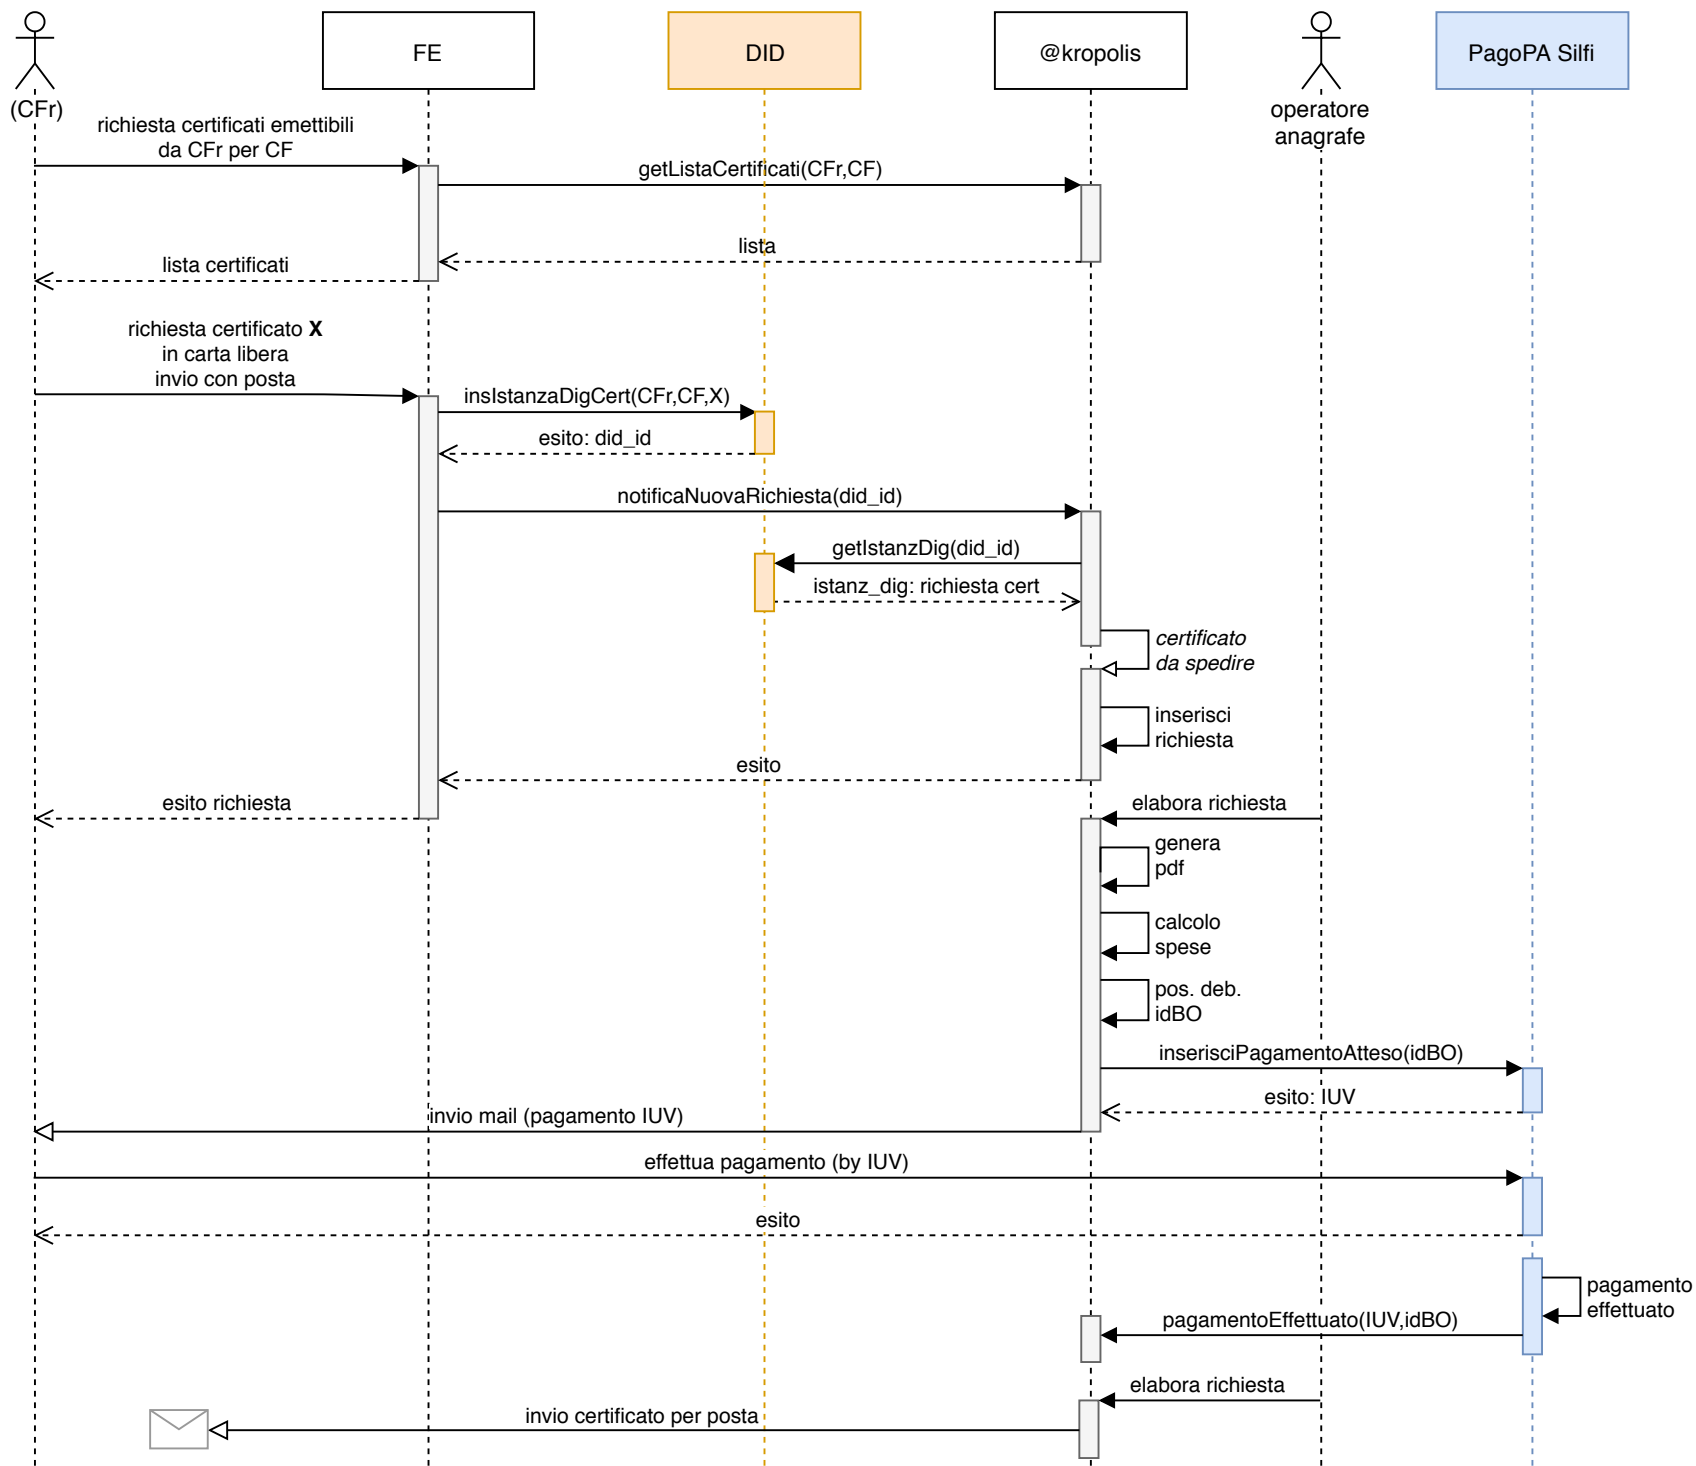 FE
DID
@kropolis
PagoPA Silfi
(CFr)
operatore
anagrafe
richiesta certificati emettibili
da CFr per CF
getListaCertificati(CFr,CF)
lista
lista certificati
richiesta certificato X
in carta libera
invio con posta
insIstanzaDigCert(CFr,CF,X)
esito: did_id
notificaNuovaRichiesta(did_id)
getIstanzDig(did_id)
istanz_dig: richiesta cert
certificato
da spedire
inserisci
richiesta
esito
esito richiesta
elabora richiesta
genera
pdf
calcolo
spese
pos. deb.
idBO
inserisciPagamentoAtteso(idBO)
esito: IUV
invio mail (pagamento IUV)
effettua pagamento (by IUV)
esito
pagamento
effettuato
pagamentoEffettuato(IUV,idBO)
elabora richiesta
invio certificato per posta